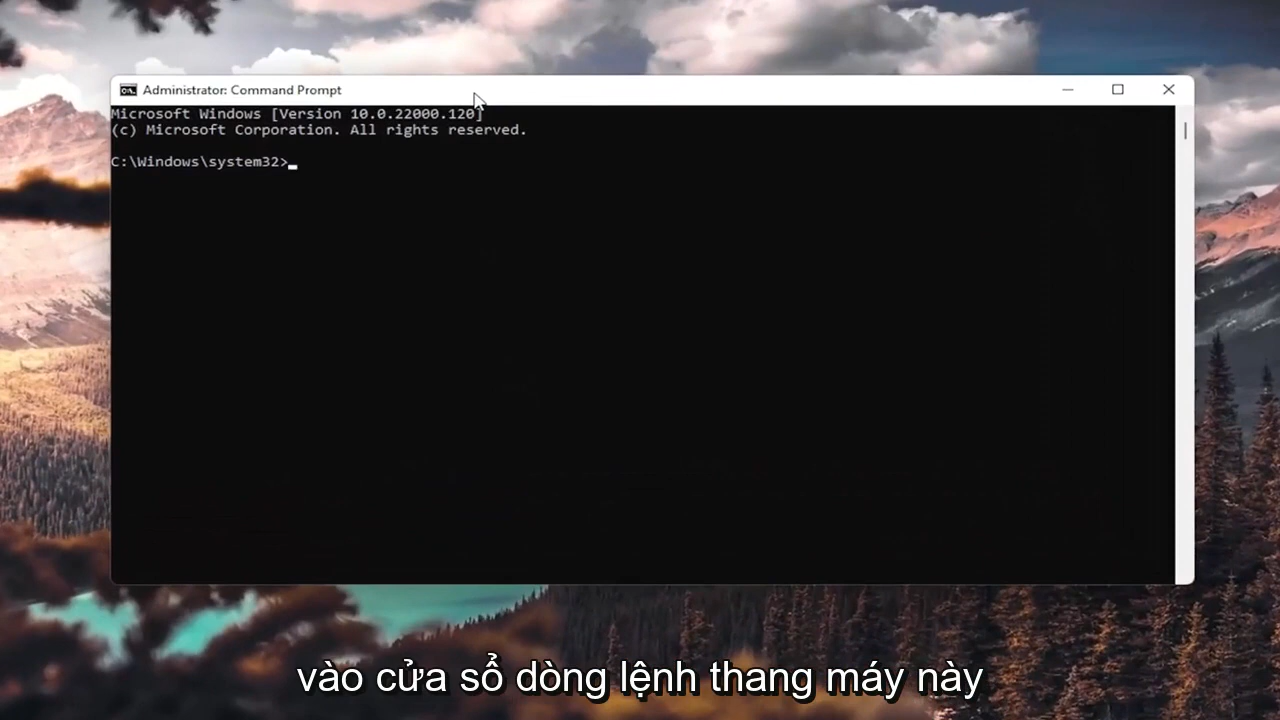 Administrator: Command Prompt
Microsoft Windows [Version 10.0.22000.120]
(c) Microsoft Corporation. All rights reserved.
C:\Windows\system32>
vào cửa sổ dòng lệnh thang máy này